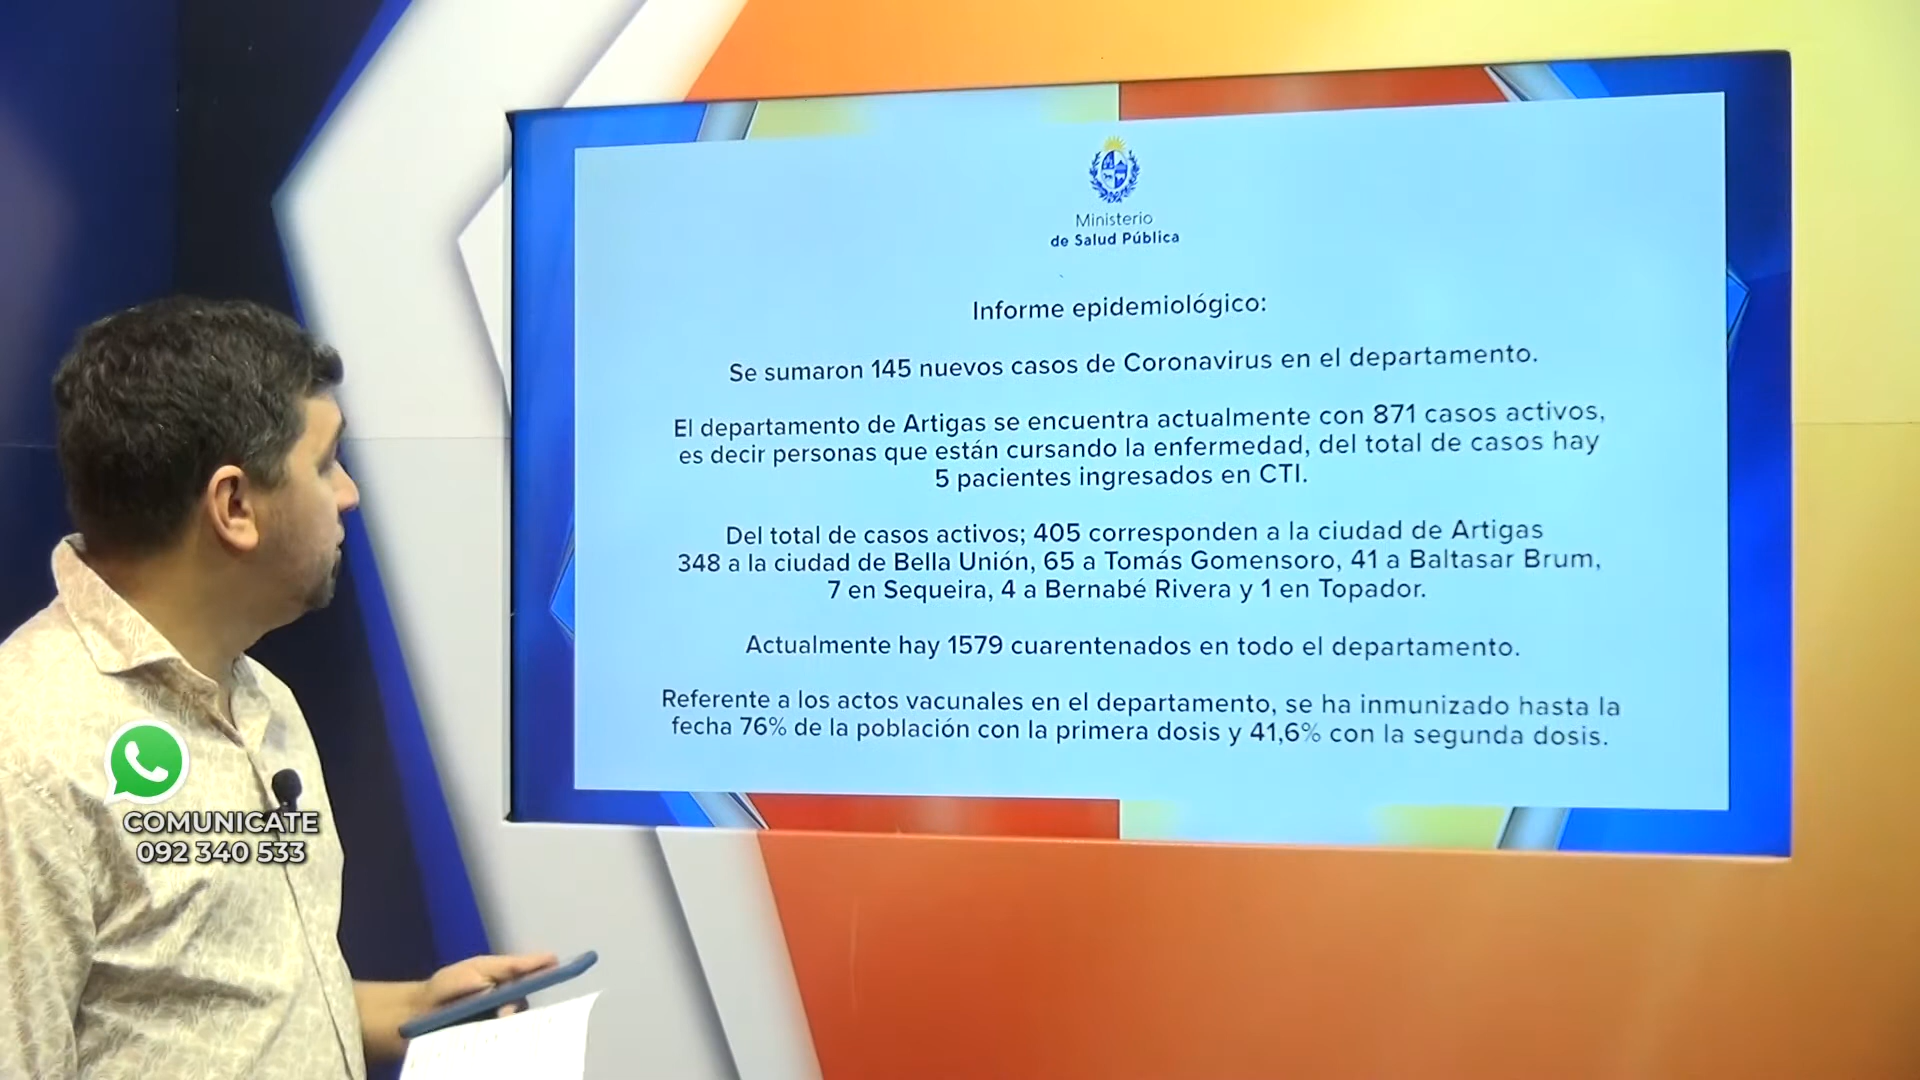 Ministerio
de Salud Pública
Informe epidemiológico:
Se sumaron 145 nuevos casos de Coronavirus en el departamento.
El departamento de Artigas se encuentra actualmente con 871 casos activos,
es decir personas que están cursando la enfermedad, del total de casos hay
5 pacientes ingresados en CTI.
Del total de casos activos; 405 corresponden a la ciudad de Artigas
348 a la ciudad de Bella Unión, 65 a Tomás Gomensoro, 41 a Baltasar Brum,
7 en Sequeira, 4 a Bernabé Rivera y 1 en Topador.
Actualmente hay 1579 cuarentenados en todo el departamento.
Referente a los actos vacunales en el departamento, se ha inmunizado hasta la
fecha 76% de la población con la primera dosis y 41,6% con la segunda dosis.
COMUNICATE
092 340 533